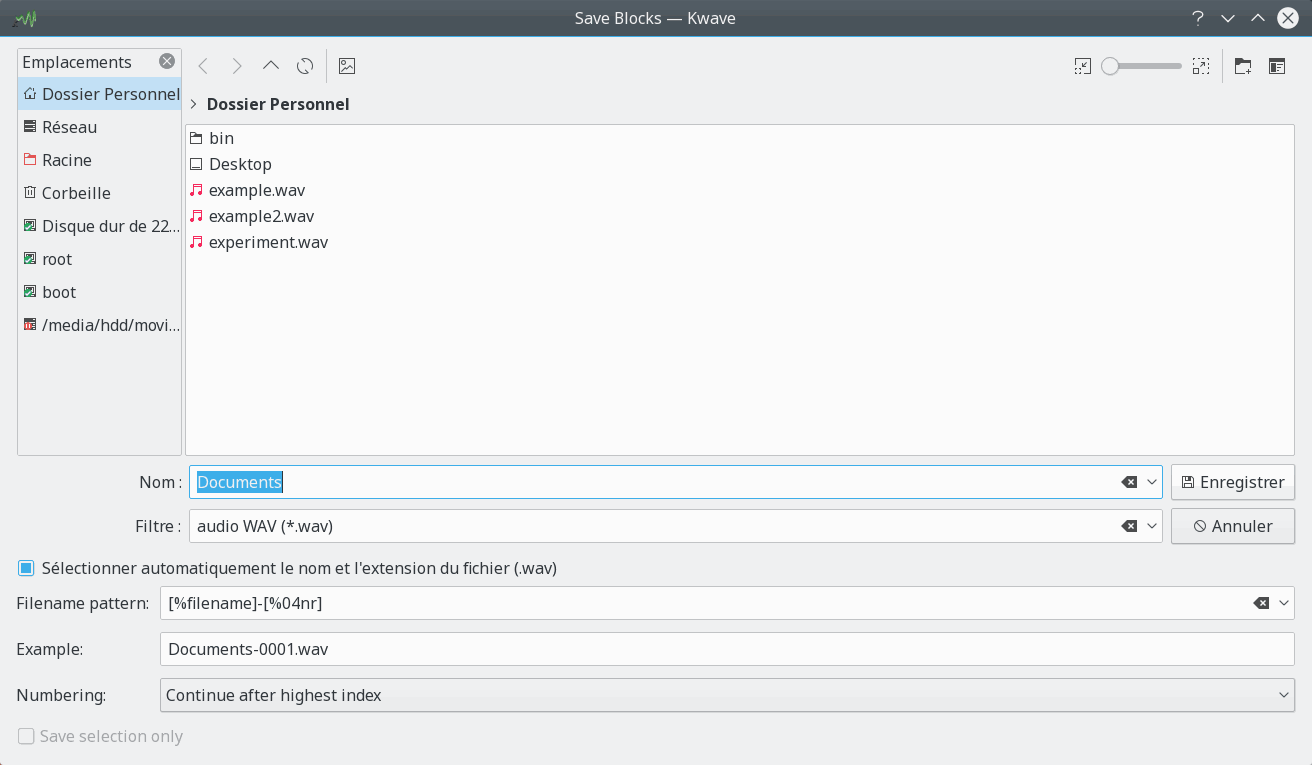 Save Blocks — Kwave
Emplacements
Dossier Personnel
Réseau
Racine
Corbeille
Disque dur de 22...
root
boot
/media/hdd/movi...
Dossier Personnel
bin
Desktop
example.wav
example2.wav
experiment.wav
Nom :
Documents
Enregistrer
Filtre :
audio WAV (*.wav)
Annuler
Sélectionner automatiquement le nom et l'extension du fichier (.wav)
Filename pattern:
[%filename]-[%04nr]
Example:
Documents-0001.wav
Numbering:
Continue after highest index
Save selection only